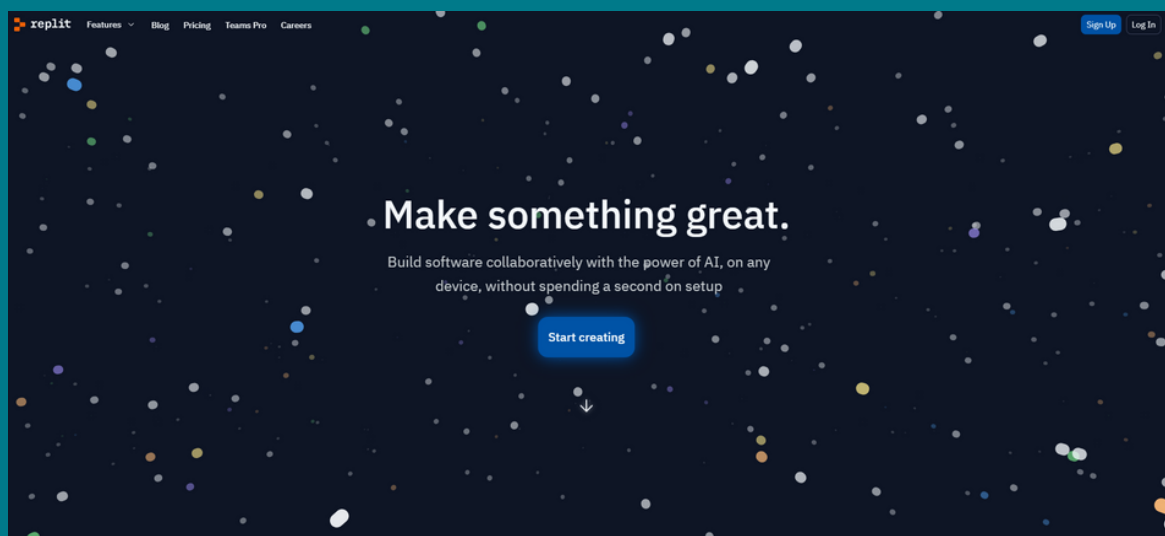 replit Features Blog Pricing Teams Pro Careers Sign Up Log In
Make something great.
Build software collaboratively with the power of AI, on any
device, without spending a second on setup
Start creating